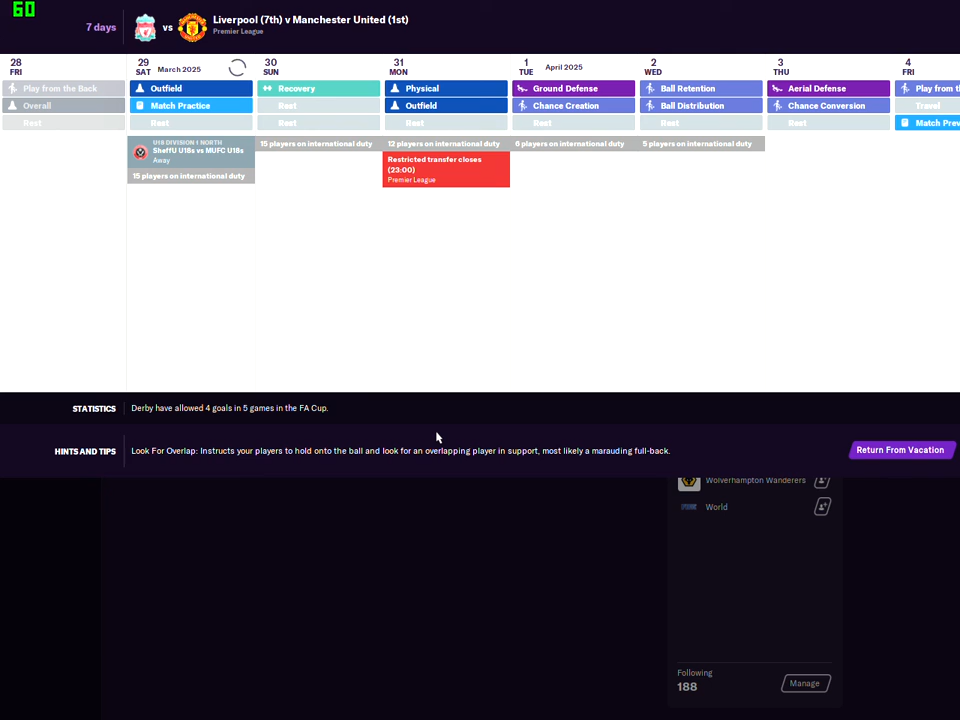 60
7 days
vs
Liverpool (7th) v Manchester United (1st)
Premier League
28
FRI
29
SAT March 2025
30
SUN
31
MON
1
TUE April 2025
2
WED
3
THU
4
FRI
Play from the Back
Outfield
Recovery
Physical
Ground Defense
Ball Retention
Aerial Defense
Play from th
Overall
Match Practice
Rest
Outfield
Chance Creation
Ball Distribution
Chance Conversion
Travel
Rest
Rest
Rest
Rest
Rest
Rest
Rest
Match Prev
U18 DIVISION 1 NORTH
SheffU U18s vs MUFC U18s
Away
15 players on international duty
15 players on international duty
12 players on international duty
Restricted transfer closes
(23:00)
Premier League
6 players on international duty
5 players on international duty
STATISTICS
Derby have allowed 4 goals in 5 games in the FA Cup.
HINTS AND TIPS
Look For Overlap: Instructs your players to hold onto the ball and look for an overlapping player in support, most likely a marauding full-back.
Return From Vacation
Wolverhampton Wanderers
World
Following
188
Manage